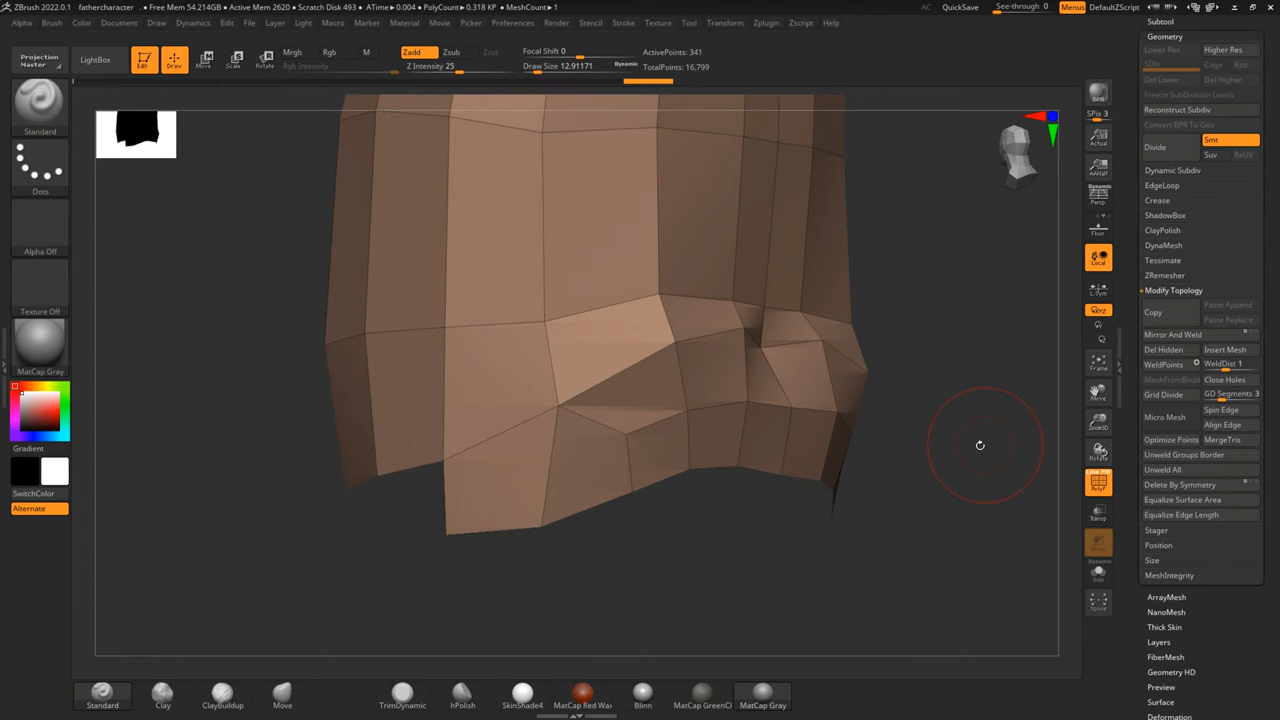 ZBrush 2022.0.1 fathercharacter • Free Mem 54.214GB • Active Mem 2620 • Scratch Disk 493 • ATime►0.004 • PolyCount►0.318 KP • MeshCount►1
AC QuickSave See-through 0 Menus DefaultZScript
Alpha Brush Color Document Draw Dynamics Edit File Layer Light Macro Marker Material Movie Picker Preferences Render Stencil Stroke Texture Tool Transform Zplugin Zscript Help
Projection Master
LightBox
Edit
Draw
Move
Scale
Rotate
Mrgb Rgb M
Rgb Intensity
Zadd Zsub Zcut
Z Intensity 25
Focal Shift 0
Draw Size 12.91171 Dynamic
ActivePoints: 341
TotalPoints: 16,799
Standard
Dots
Alpha Off
Texture Off
MatCap Gray
Gradient
SwitchColor
Alternate
BPR
SPix 3
Actual
AAHalf
Dynamic
Persp
Floor
Local
L.Sym
XYZ
Frame
Move
Zoom3D
Rotate
Line Fill
PolyF
Transp
Dynamic
Solo
Xpose
Subtool
Geometry
Lower Res Higher Res
SDiv Cage Rstr
Del Lower Del Higher
Freeze SubDivision Levels
Reconstruct Subdiv
Convert BPR To Geo
Divide Smt
Suv ReUV
Dynamic Subdiv
EdgeLoop
Crease
ShadowBox
ClayPolish
DynaMesh
Tessimate
ZRemesher
Modify Topology
Copy Paste Append
Paste Replace
Mirror And Weld
Del Hidden Insert Mesh
WeldPoints WeldDist 1
MeshFromBrush Close Holes
Grid Divide GD Segments 3
Micro Mesh Spin Edge
Align Edge
Optimize Points MergeTris
Unweld Groups Border
Unweld All
Delete By Symmetry
Equalize Surface Area
Equalize Edge Length
Stager
Position
Size
MeshIntegrity
ArrayMesh
NanoMesh
Thick Skin
Layers
FiberMesh
Geometry HD
Preview
Surface
Deformation
Standard Clay ClayBuildup Move TrimDynamic hPolish SkinShade4 MatCap Red Wax Blinn MatCap GreenCl MatCap Gray